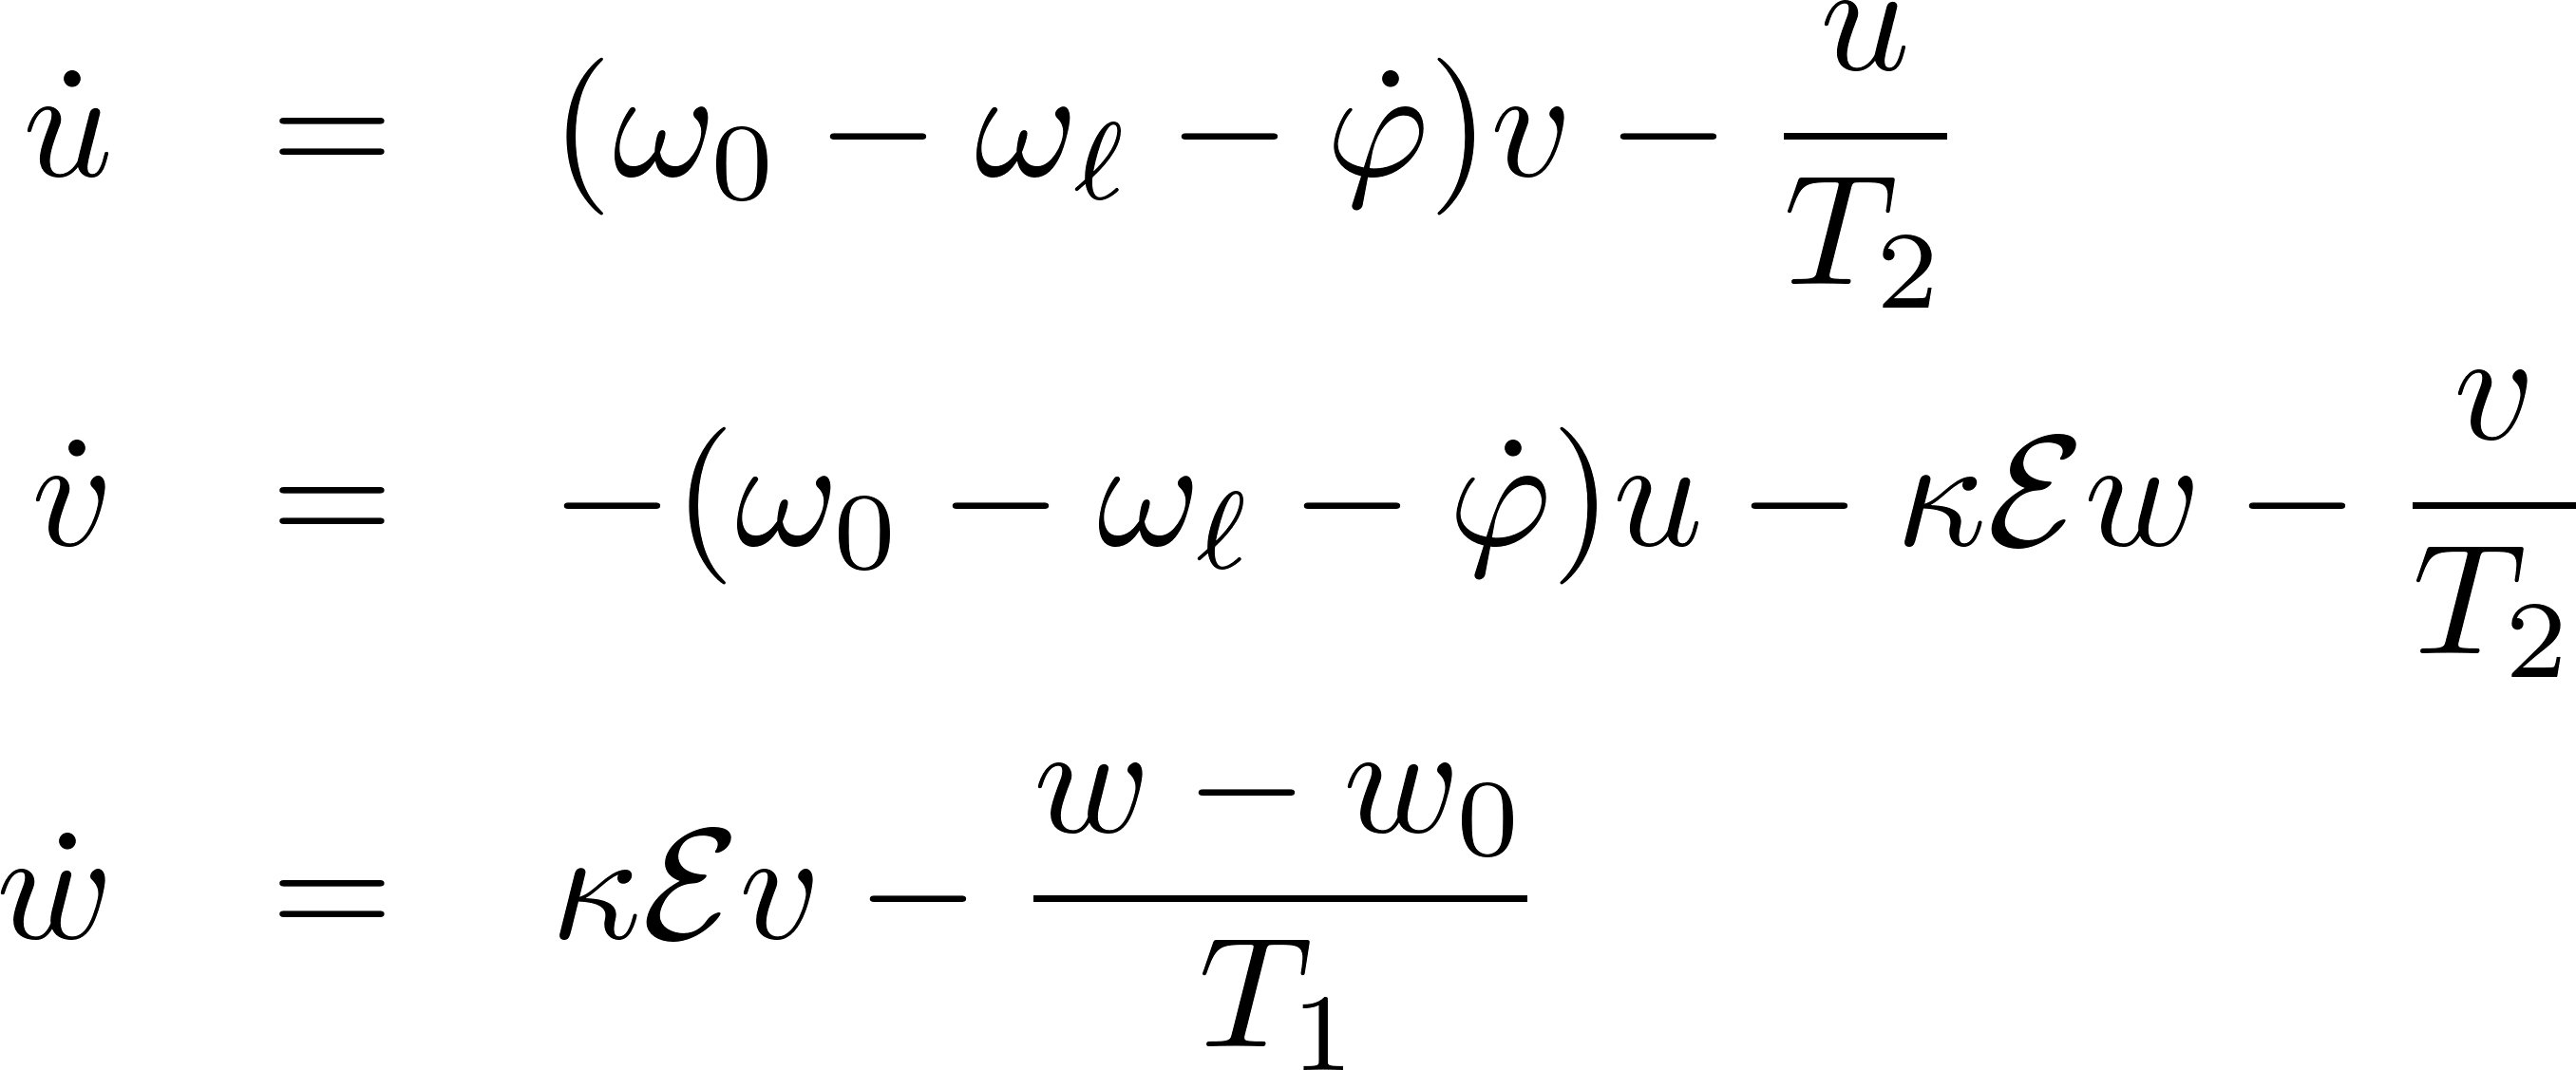 u̇ = (ω₀ − ω_ℓ − φ̇)v − u/T₂
v̇ = −(ω₀ − ω_ℓ − φ̇)u − κℰw − v/T₂
ẇ = κℰv − (w − w₀)/T₁